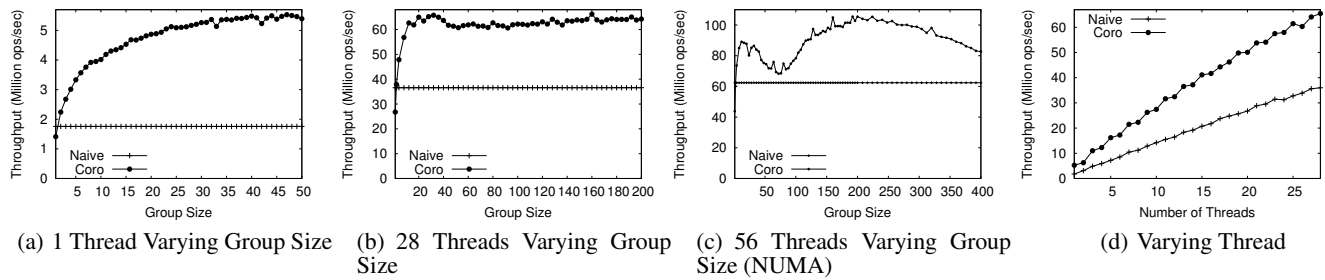 Throughput (Million ops/sec)
5
4
3
2
1
0
Naive
Coro
5 10 15 20 25 30 35 40 45 50
Group Size
(a) 1 Thread Varying Group Size
Throughput (Million ops/sec)
60
50
40
30
20
10
0
Naive
Coro
20 40 60 80 100 120 140 160 180 200
Group Size
(b) 28 Threads Varying Group
Size
Throughput (Million ops/sec)
100
80
60
40
20
0
Naive
Coro
50 100 150 200 250 300 350 400
Group Size
(c) 56 Threads Varying Group
Size (NUMA)
Throughput (Million ops/sec)
60
50
40
30
20
10
0
Naive
Coro
5 10 15 20 25
Number of Threads
(d) Varying Thread